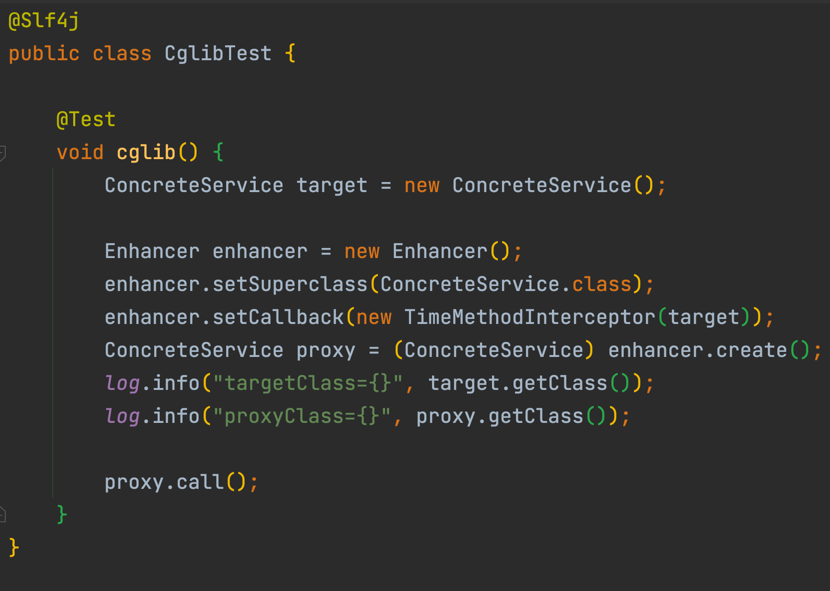 @Slf4j
public class CglibTest {
@Test
void cglib() {
ConcreteService target = new ConcreteService();
Enhancer enhancer = new Enhancer();
enhancer.setSuperclass(ConcreteService.class);
enhancer.setCallback(new TimeMethodInterceptor(target));
ConcreteService proxy = (ConcreteService) enhancer.create();
log.info("targetClass={}", target.getClass());
log.info("proxyClass={}", proxy.getClass());
proxy.call();
}
}